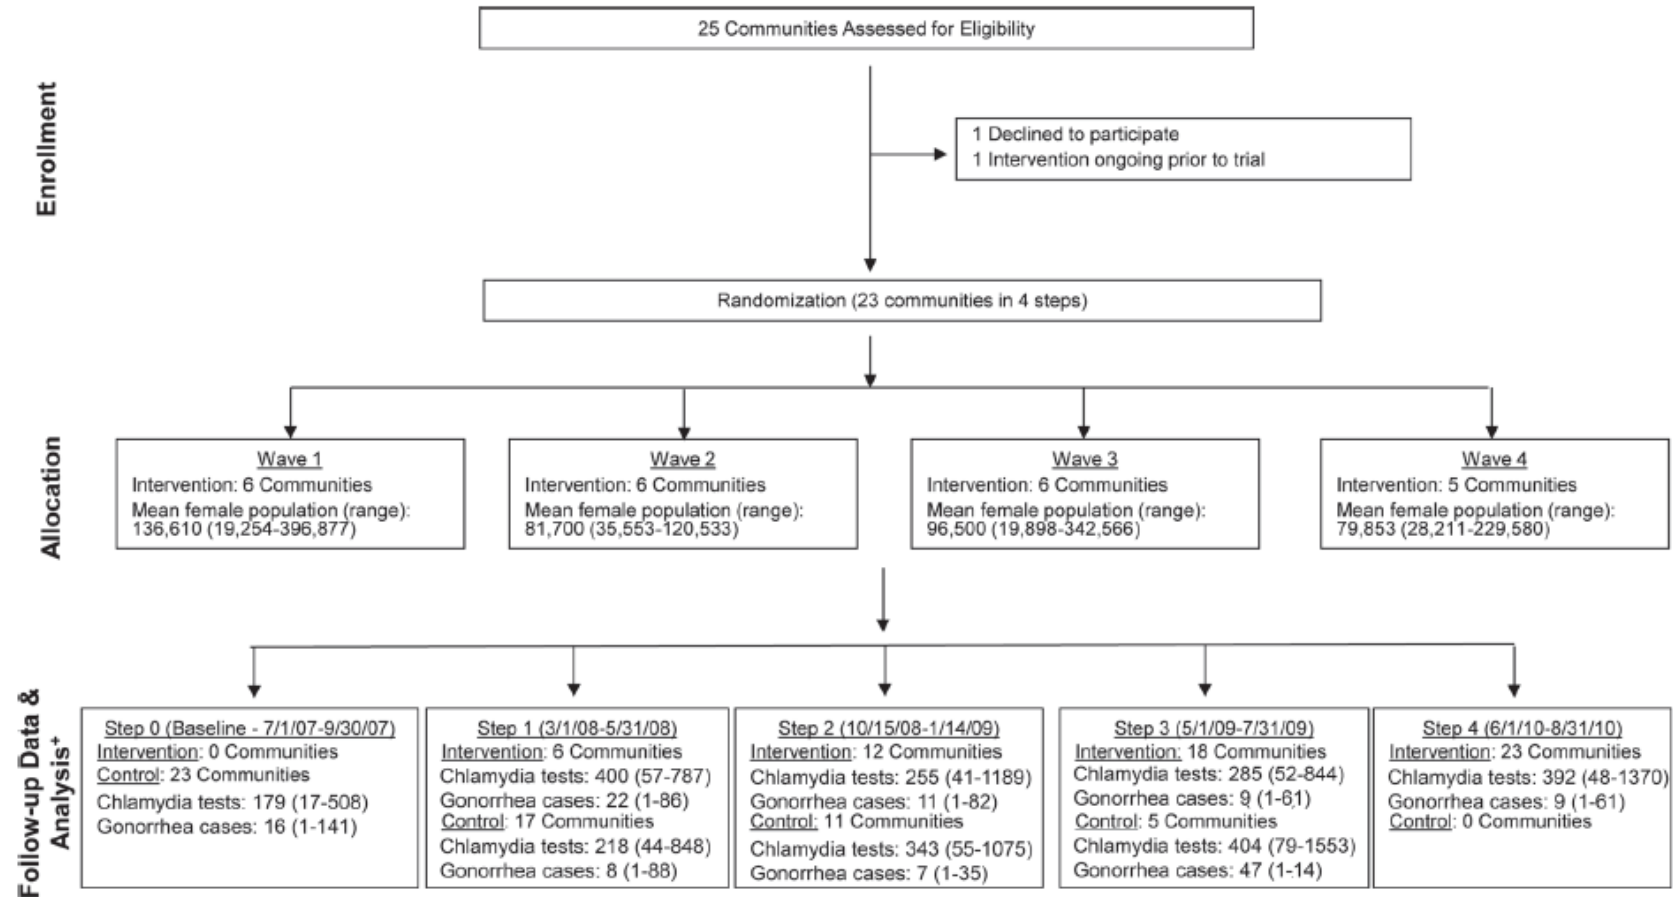 25 Communities Assessed for Eligibility
Enrollment
1 Declined to participate
1 Intervention ongoing prior to trial
Randomization (23 communities in 4 steps)
Allocation
Wave 1
Intervention: 6 Communities
Mean female population (range):
136,610 (19,254-396,877)
Wave 2
Intervention: 6 Communities
Mean female population (range):
81,700 (35,553-120,533)
Wave 3
Intervention: 6 Communities
Mean female population (range):
96,500 (19,898-342,566)
Wave 4
Intervention: 5 Communities
Mean female population (range):
79,853 (28,211-229,580)
Follow-up Data &
Analysis+
Step 0 (Baseline - 7/1/07-9/30/07)
Intervention: 0 Communities
Control: 23 Communities
Chlamydia tests: 179 (17-508)
Gonorrhea cases: 16 (1-141)
Step 1 (3/1/08-5/31/08)
Intervention: 6 Communities
Chlamydia tests: 400 (57-787)
Gonorrhea cases: 22 (1-86)
Control: 17 Communities
Chlamydia tests: 218 (44-848)
Gonorrhea cases: 8 (1-88)
Step 2 (10/15/08-1/14/09)
Intervention: 12 Communities
Chlamydia tests: 255 (41-1189)
Gonorrhea cases: 11 (1-82)
Control: 11 Communities
Chlamydia tests: 343 (55-1075)
Gonorrhea cases: 7 (1-35)
Step 3 (5/1/09-7/31/09)
Intervention: 18 Communities
Chlamydia tests: 285 (52-844)
Gonorrhea cases: 9 (1-61)
Control: 5 Communities
Chlamydia tests: 404 (79-1553)
Gonorrhea cases: 47 (1-14)
Step 4 (6/1/10-8/31/10)
Intervention: 23 Communities
Chlamydia tests: 392 (48-1370)
Gonorrhea cases: 9 (1-61)
Control: 0 Communities